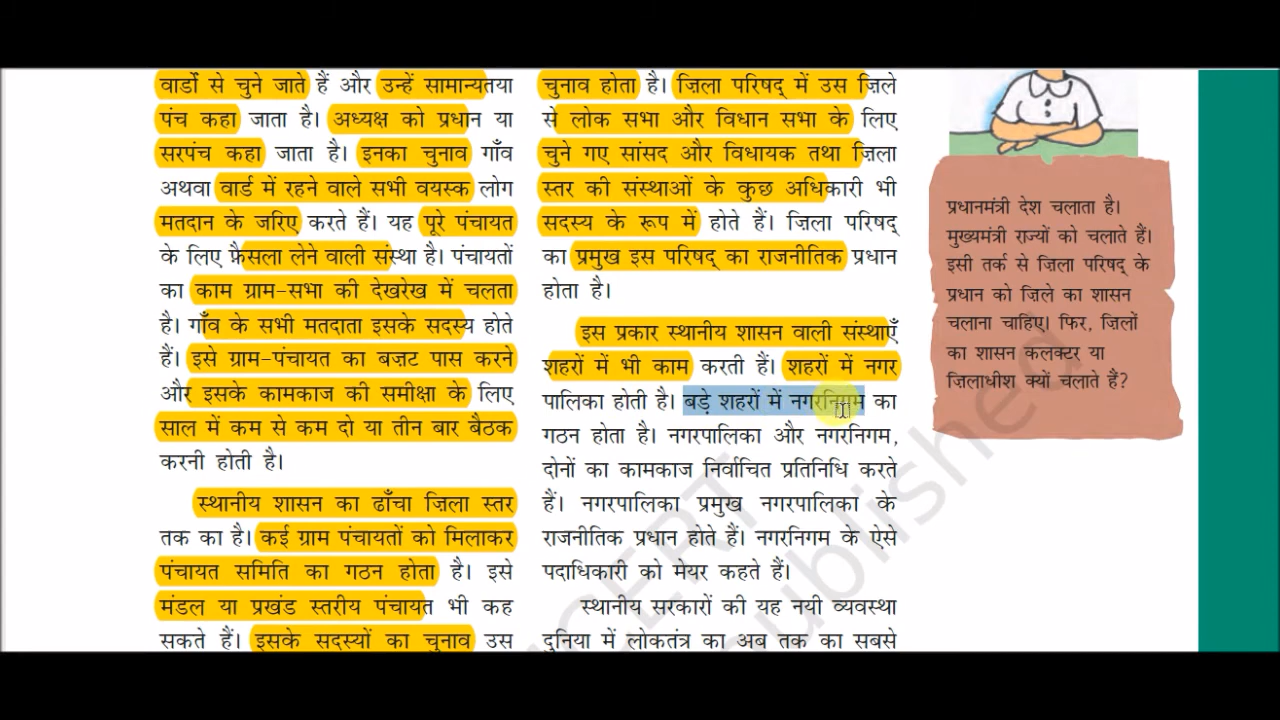 वार्डों से चुने जाते हैं और उन्हें सामान्यतया
पंच कहा जाता है। अध्यक्ष को प्रधान या
सरपंच कहा जाता है। इनका चुनाव गाँव
अथवा वार्ड में रहने वाले सभी वयस्क लोग
मतदान के जरिए करते हैं। यह पूरे पंचायत
के लिए फ़ैसला लेने वाली संस्था है। पंचायतों
का काम ग्राम-सभा की देखरेख में चलता
है। गाँव के सभी मतदाता इसके सदस्य होते
हैं। इसे ग्राम-पंचायत का बज़ट पास करने
और इसके कामकाज की समीक्षा के लिए
साल में कम से कम दो या तीन बार बैठक
करनी होती है।
स्थानीय शासन का ढाँचा ज़िला स्तर
तक का है। कई ग्राम पंचायतों को मिलाकर
पंचायत समिति का गठन होता है। इसे
मंडल या प्रखंड स्तरीय पंचायत भी कह
सकते हैं। इसके सदस्यों का चुनाव उस
चुनाव होता है। ज़िला परिषद् में उस ज़िले
से लोक सभा और विधान सभा के लिए
चुने गए सांसद और विधायक तथा ज़िला
स्तर की संस्थाओं के कुछ अधिकारी भी
सदस्य के रूप में होते हैं। ज़िला परिषद्
का प्रमुख इस परिषद् का राजनीतिक प्रधान
होता है।
इस प्रकार स्थानीय शासन वाली संस्थाएँ
शहरों में भी काम करती हैं। शहरों में नगर
पालिका होती है। बड़े शहरों में नगरनिगम का
गठन होता है। नगरपालिका और नगरनिगम,
दोनों का कामकाज निर्वाचित प्रतिनिधि करते
हैं। नगरपालिका प्रमुख नगरपालिका के
राजनीतिक प्रधान होते हैं। नगरनिगम के ऐसे
पदाधिकारी को मेयर कहते हैं।
स्थानीय सरकारों की यह नयी व्यवस्था
दुनिया में लोकतंत्र का अब तक का सबसे
प्रधानमंत्री देश चलाता है।
मुख्यमंत्री राज्यों को चलाते हैं।
इसी तर्क से ज़िला परिषद् के
प्रधान को ज़िले का शासन
चलाना चाहिए। फिर, ज़िलों
का शासन कलक्टर या
जिलाधीश क्यों चलाते हैं?
NCERT
published